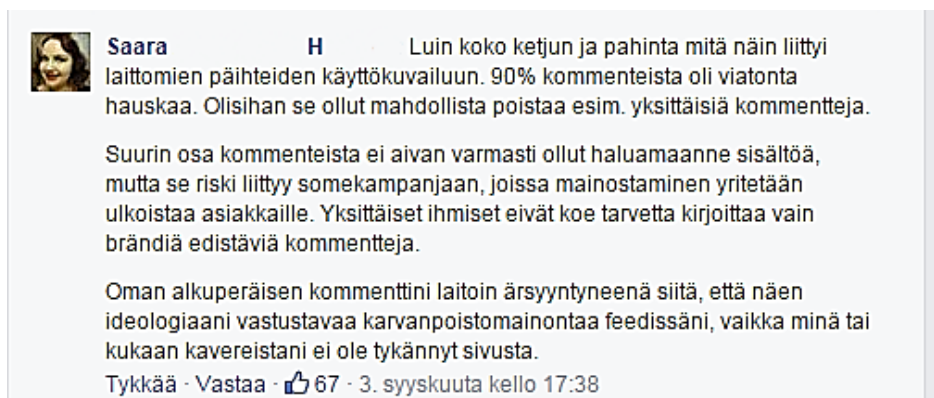 Saara H Luin koko ketjun ja pahinta mitä näin liittyi
laittomien päihteiden käyttökuvailuun. 90% kommenteista oli viatonta
hauskaa. Olisihan se ollut mahdollista poistaa esim. yksittäisiä kommentteja.
Suurin osa kommenteista ei aivan varmasti ollut haluamaanne sisältöä,
mutta se riski liittyy somekampanjaan, joissa mainostaminen yritetään
ulkoistaa asiakkaille. Yksittäiset ihmiset eivät koe tarvetta kirjoittaa vain
brändiä edistäviä kommentteja.
Oman alkuperäisen kommenttini laitoin ärsyyntyneenä siitä, että näen
ideologiaani vastustavaa karvanpoistomainontaa feedissäni, vaikka minä tai
kukaan kavereistani ei ole tykännyt sivusta.
Tykkää · Vastaa · 67 · 3. syyskuuta kello 17:38